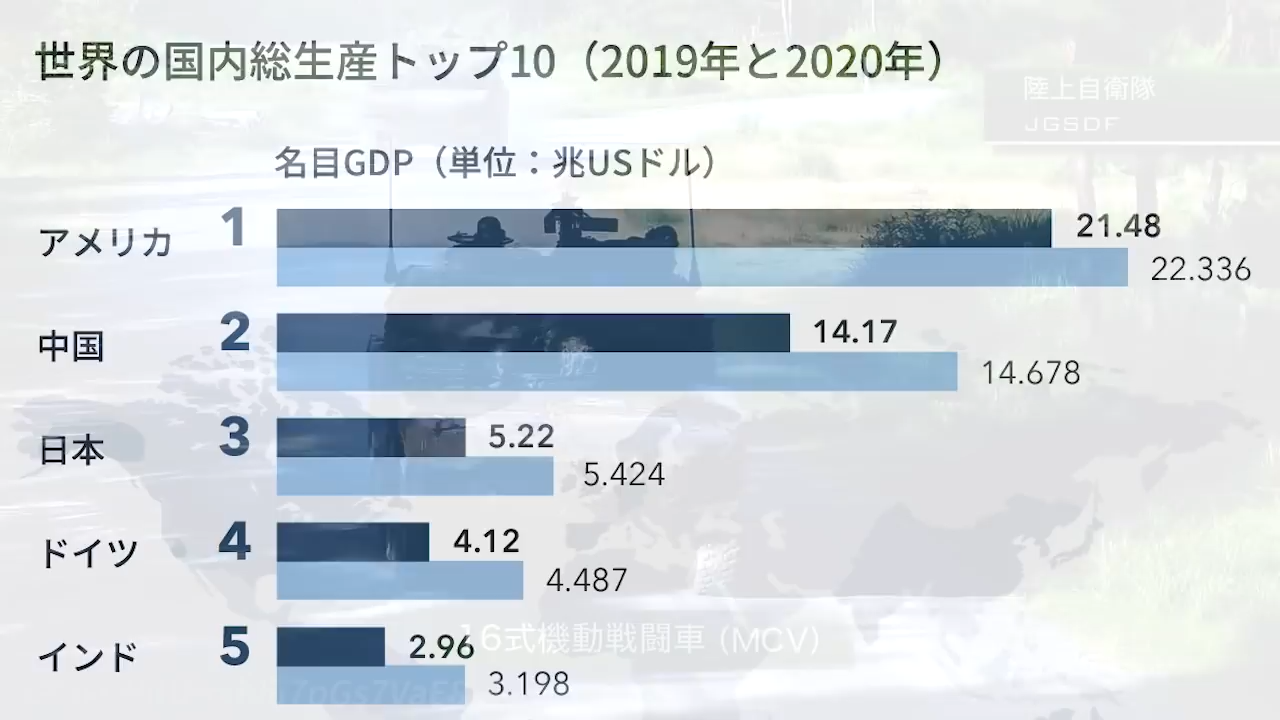 世界の国内総生産トップ10（2019年と2020年）
陸上自衛隊
JGSDF
名目GDP（単位：兆USドル）
アメリカ 1 21.48
22.336
中国 2 14.17
14.678
日本 3 5.22
5.424
ドイツ 4 4.12
4.487
16式機動戦闘車 (MCV)
インド 5 2.96
3.198